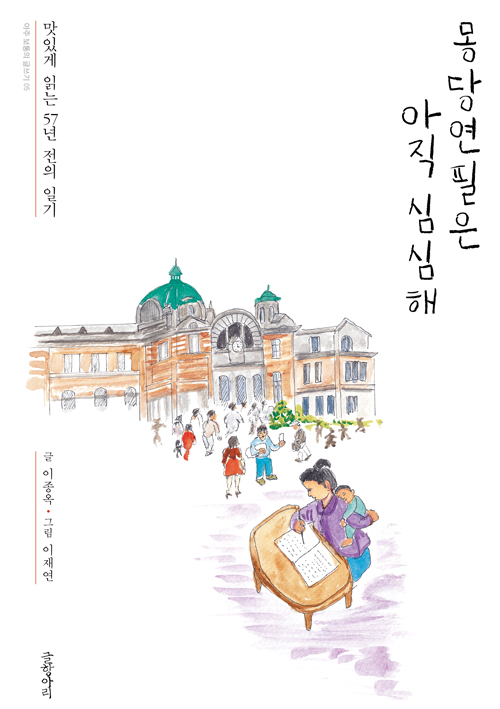 몽당연필은
아직 심심해
맛있게 읽는 57년 전의 일기
아주 보통의 글쓰기 05
글 이종옥 · 그림 이재연
글항아리